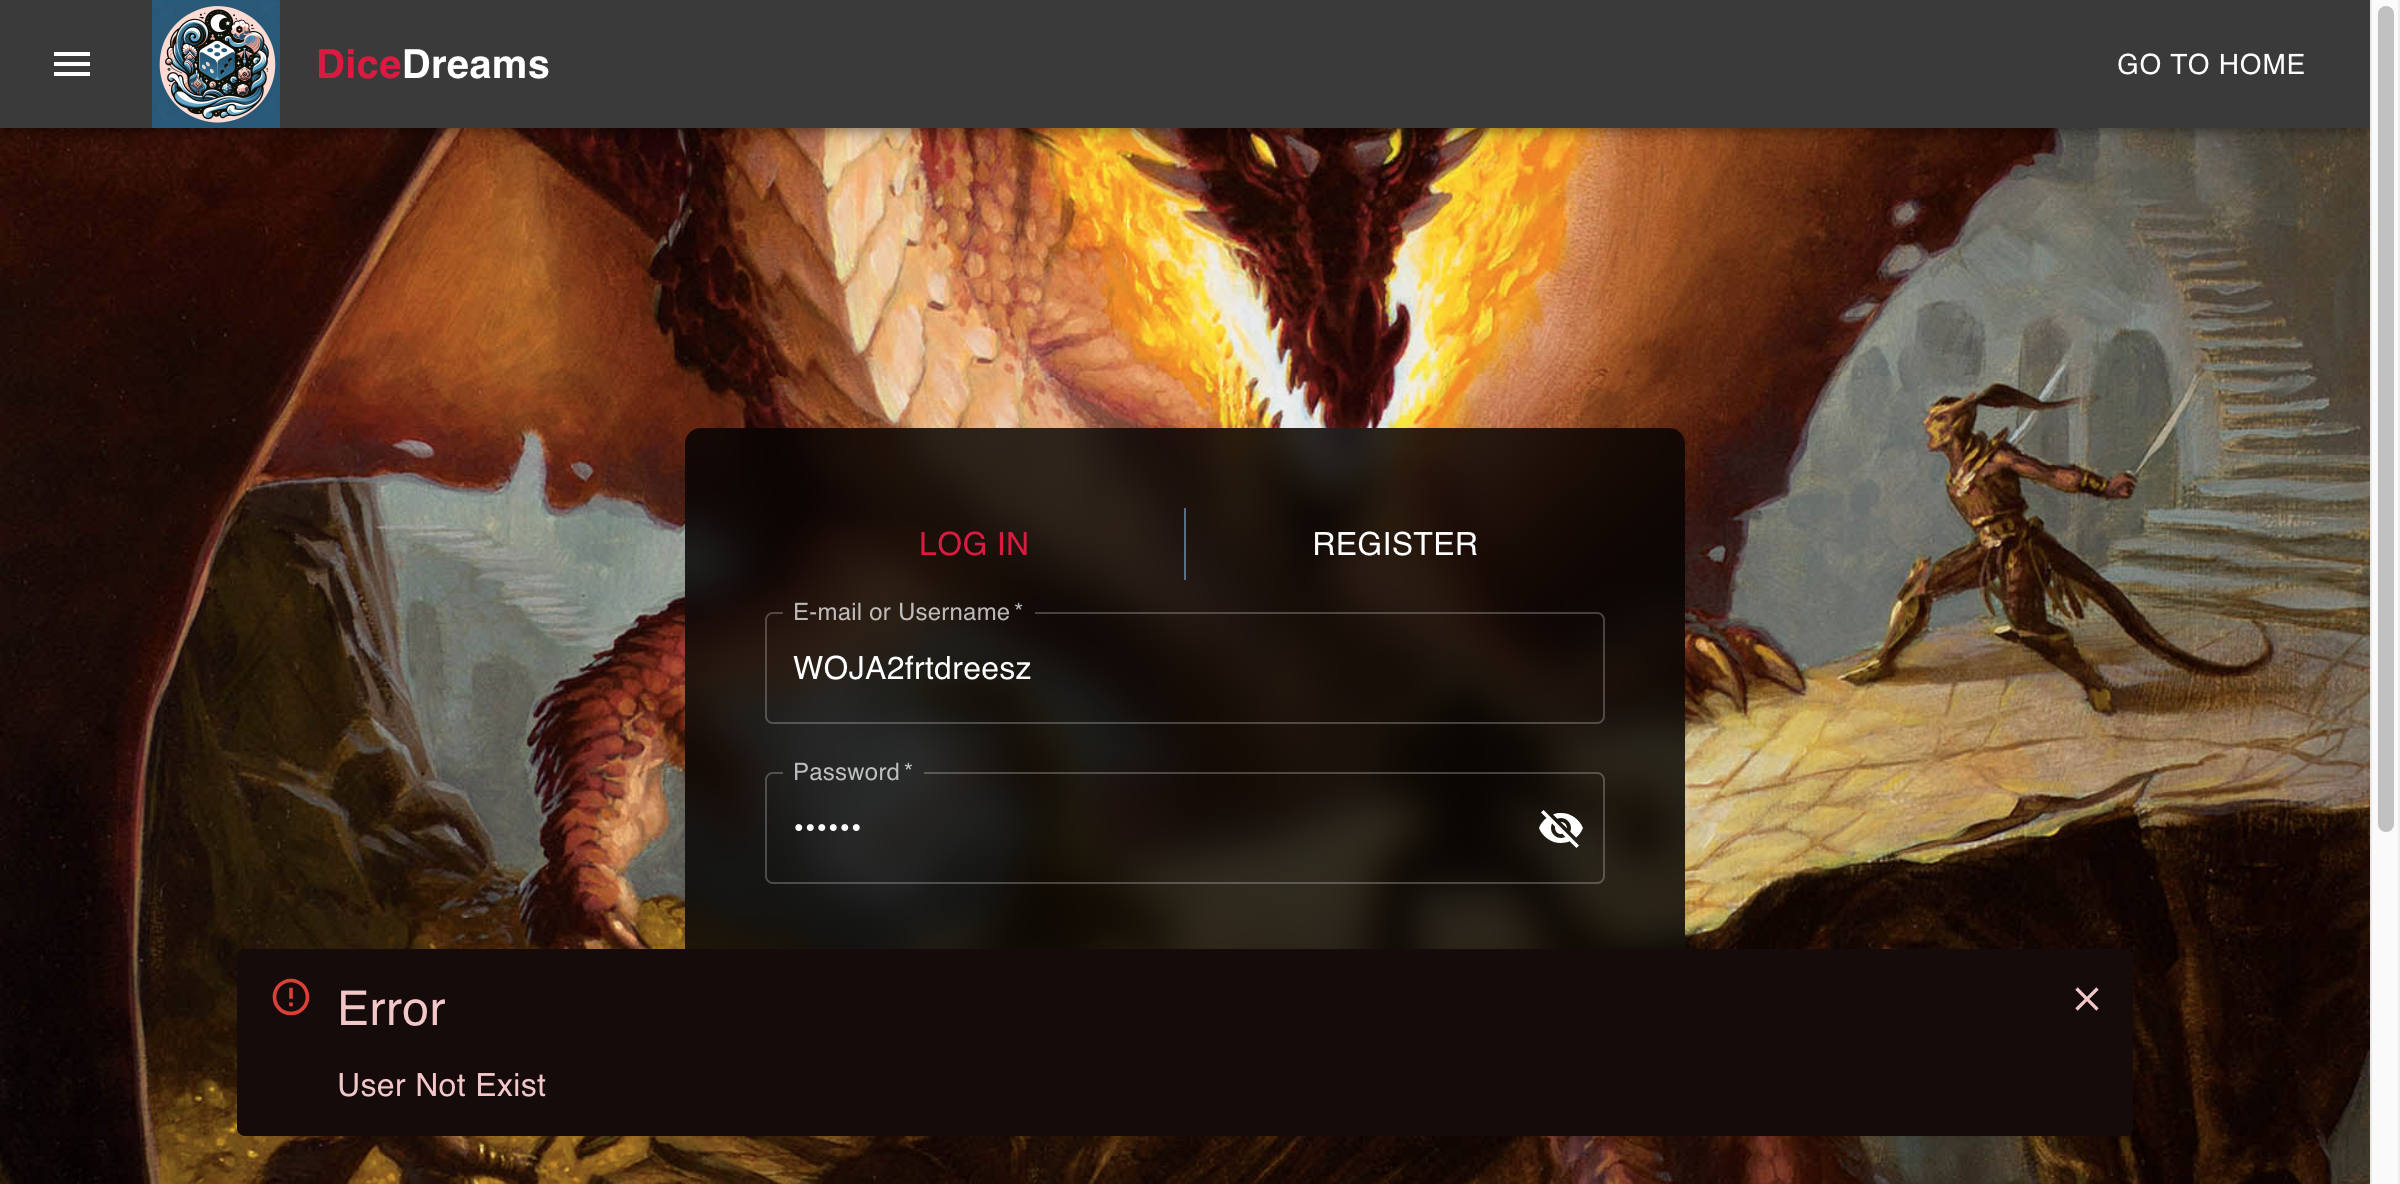 DiceDreams
GO TO HOME
LOG IN
REGISTER
E-mail or Username *
WOJA2frtdreesz
Password *
••••••
Error
User Not Exist